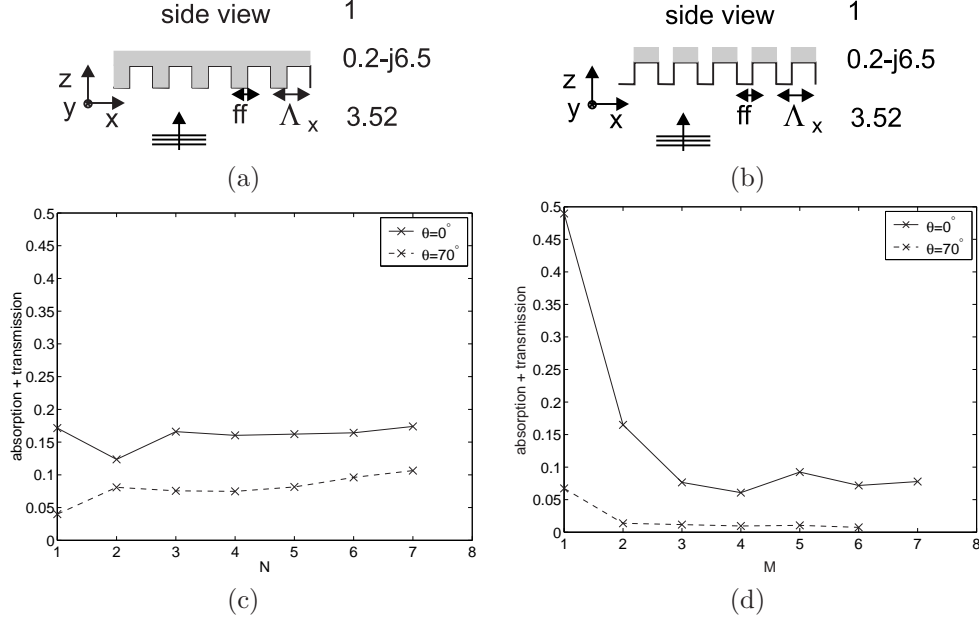 side view
1
0.2-j6.5
z
y
x
ff
Λx
3.52
(a)
side view
1
0.2-j6.5
z
y
x
ff
Λx
3.52
(b)
0.5
0.45
0.4
0.35
0.3
0.25
0.2
0.15
0.1
0.05
0
absorption + transmission
θ=0°
θ=70°
1 2 3 4 5 6 7 8
N
(c)
0.5
0.45
0.4
0.35
0.3
0.25
0.2
0.15
0.1
0.05
0
absorption + transmission
θ=0°
θ=70°
1 2 3 4 5 6 7 8
M
(d)